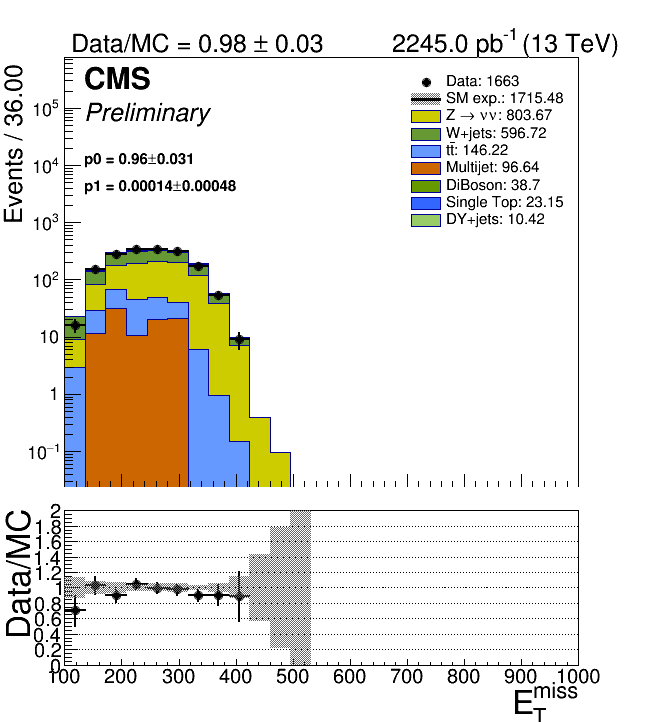 Data/MC = 0.98 ± 0.03 2245.0 pb⁻¹ (13 TeV)
Events / 36.00
CMS
Preliminary
p0 = 0.96±0.031
p1 = 0.00014±0.00048
Data: 1663
SM exp.: 1715.48
Z → νν: 803.67
W+jets: 596.72
tt̄: 146.22
Multijet: 96.64
DiBoson: 38.7
Single Top: 23.15
DY+jets: 10.42
10⁵
10⁴
10³
10²
10
1
10⁻¹
Data/MC
2
1.8
1.6
1.4
1.2
1
0.8
0.6
0.4
0.2
0
100 200 300 400 500 600 700 800 900 1000
E_T^miss